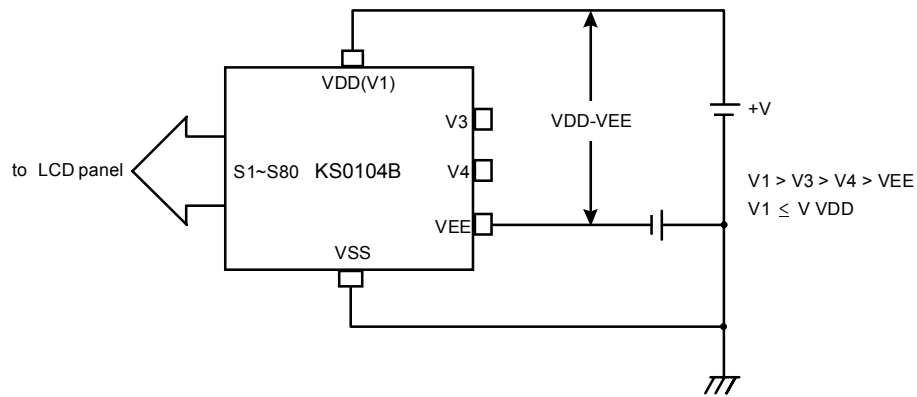 VDD(V1)
V3
VDD-VEE
+V
to LCD panel
S1~S80 KS0104B
V4
V1 > V3 > V4 > VEE
V1 ≤ V VDD
VEE
VSS